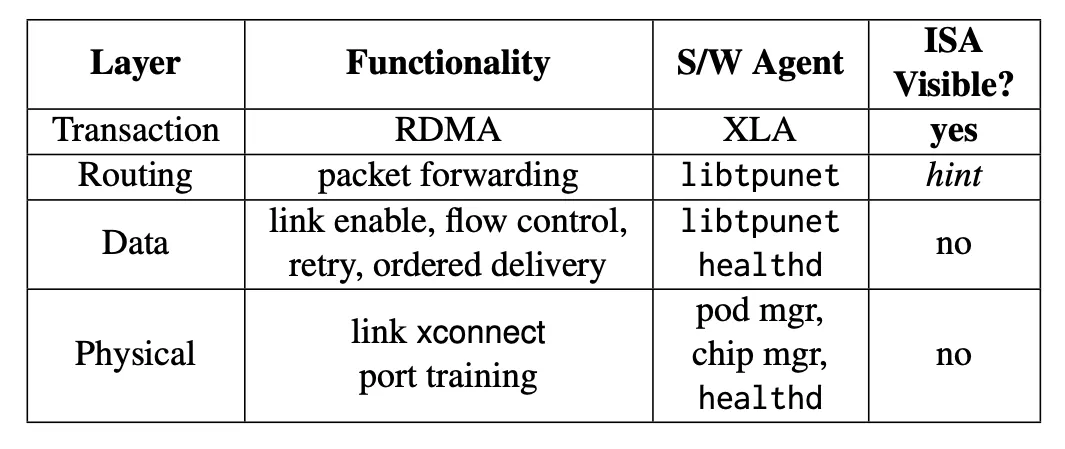 Layer Functionality S/W Agent ISA Visible?
Transaction RDMA XLA yes
Routing packet forwarding libtpunet hint
Data link enable, flow control, retry, ordered delivery libtpunet healthd no
Physical link xconnect port training pod mgr, chip mgr, healthd no